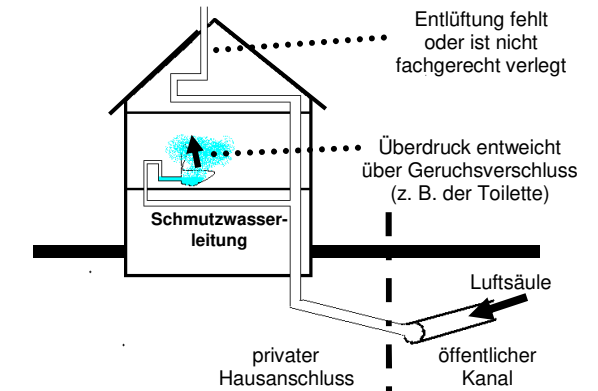 Entlüftung fehlt
oder ist nicht
fachgerecht verlegt
Überdruck entweicht
über Geruchsverschluss
(z. B. der Toilette)
Schmutzwasser-
leitung
Luftsäule
privater
Hausanschluss
öffentlicher
Kanal